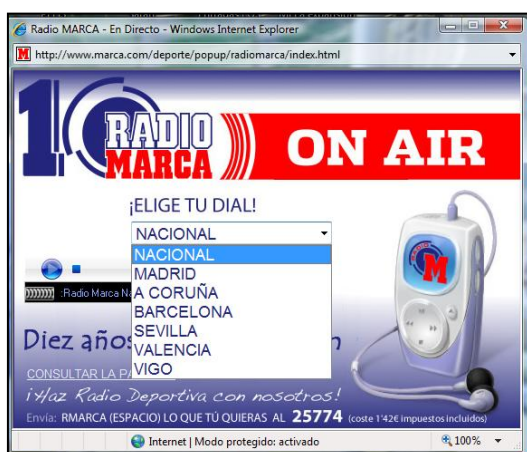 Radio MARCA - En Directo - Windows Internet Explorer
http://www.marca.com/deporte/popup/radiomarca/index.html
10 RADIO MARCA ON AIR
¡ELIGE TU DIAL!
NACIONAL
NACIONAL
MADRID
A CORUÑA
BARCELONA
SEVILLA
VALENCIA
VIGO
:Radio Marca Na
Diez años
CONSULTAR LA PA
¡Haz Radio Deportiva con nosotros!
Envía: RMARCA (ESPACIO) LO QUE TÚ QUIERAS AL 25774 (coste 1'42€ impuestos incluidos)
Internet | Modo protegido: activado
100%